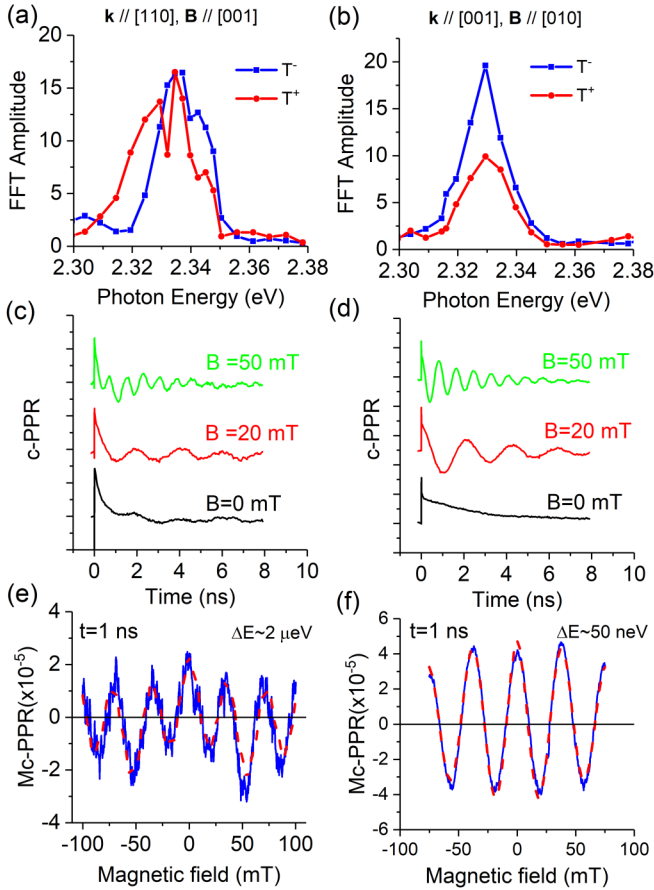 (a) k // [110], B // [001]
FFT Amplitude
20
15
10
5
0
T-
T+
2.30 2.32 2.34 2.36 2.38
Photon Energy (eV)
(b) k // [001], B // [010]
FFT Amplitude
20
15
10
5
0
T-
T+
2.30 2.32 2.34 2.36 2.38
Photon Energy (eV)
(c)
c-PPR
B =50 mT
B =20 mT
B=0 mT
0 2 4 6 8 10
Time (ns)
(d)
c-PPR
B=50 mT
B=20 mT
B=0 mT
0 2 4 6 8 10
Time (ns)
(e)
Mc-PPR(x10-5)
4
2
0
-2
-4
t=1 ns
ΔE~2 µeV
-100 -50 0 50 100
Magnetic field (mT)
(f)
Mc-PPR(x10-5)
6
4
2
0
-2
-4
-6
t=1 ns
ΔE~50 neV
-100 -75 -50 -25 0 25 50 75 100
Magnetic field (mT)